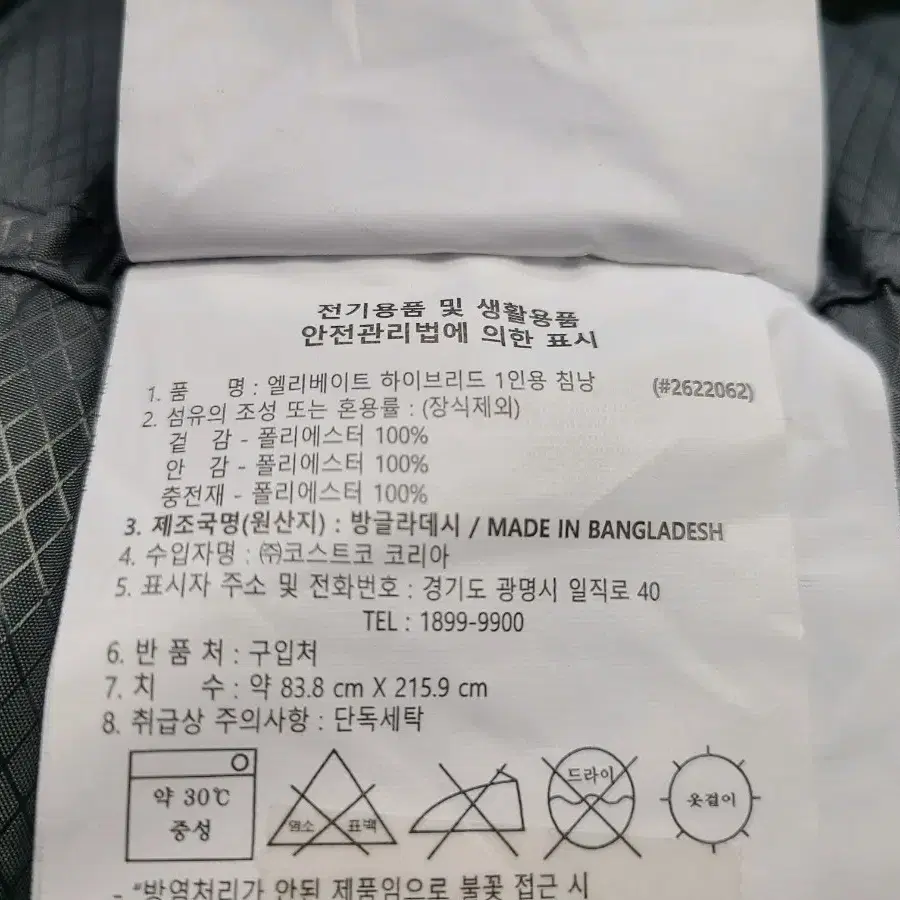 전기용품 및 생활용품
안전관리법에 의한 표시
1. 품 명 : 엘리베이트 하이브리드 1인용 침낭 (#2622062)
2. 섬유의 조성 또는 혼용률 : (장식제외)
겉 감 - 폴리에스터 100%
안 감 - 폴리에스터 100%
충전재 - 폴리에스터 100%
3. 제조국명(원산지) : 방글라데시 / MADE IN BANGLADESH
4. 수입자명 : ㈜코스트코 코리아
5. 표시자 주소 및 전화번호 : 경기도 광명시 일직로 40
TEL : 1899-9900
6. 반 품 처 : 구입처
7. 치 수 : 약 83.8 cm X 215.9 cm
8. 취급상 주의사항 : 단독세탁
약 30℃
중성
염소 표백
드라이
옷걸이
- "방염처리가 안된 제품임으로 불꽃 접근 시